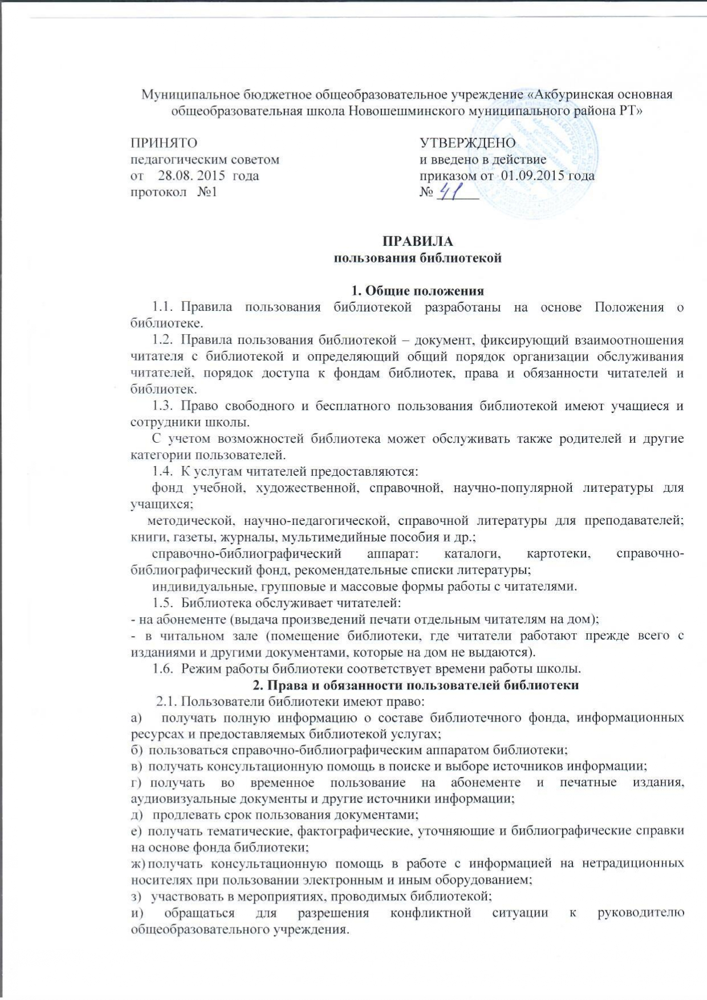 Муниципальное бюджетное общеобразовательное учреждение «Акбуринская основная
общеобразовательная школа Новошешминского муниципального района РТ»
ПРИНЯТО
педагогическим советом
от 28.08. 2015 года
протокол №1
УТВЕРЖДЕНО
и введено в действие
приказом от 01.09.2015 года
№ 41
ПРАВИЛА
пользования библиотекой
1. Общие положения
1.1. Правила пользования библиотекой разработаны на основе Положения о
библиотеке.
1.2. Правила пользования библиотекой – документ, фиксирующий взаимоотношения
читателя с библиотекой и определяющий общий порядок организации обслуживания
читателей, порядок доступа к фондам библиотек, права и обязанности читателей и
библиотек.
1.3. Право свободного и бесплатного пользования библиотекой имеют учащиеся и
сотрудники школы.
С учетом возможностей библиотека может обслуживать также родителей и другие
категории пользователей.
1.4. К услугам читателей предоставляются:
фонд учебной, художественной, справочной, научно-популярной литературы для
учащихся;
методической, научно-педагогической, справочной литературы для преподавателей;
книги, газеты, журналы, мультимедийные пособия и др.;
справочно-библиографический аппарат: каталоги, картотеки, справочно-
библиографический фонд, рекомендательные списки литературы;
индивидуальные, групповые и массовые формы работы с читателями.
1.5. Библиотека обслуживает читателей:
- на абонементе (выдача произведений печати отдельным читателям на дом);
- в читальном зале (помещение библиотеки, где читатели работают прежде всего с
изданиями и другими документами, которые на дом не выдаются).
1.6. Режим работы библиотеки соответствует времени работы школы.
2. Права и обязанности пользователей библиотеки
2.1. Пользователи библиотеки имеют право:
а) получать полную информацию о составе библиотечного фонда, информационных
ресурсах и предоставляемых библиотекой услугах;
б) пользоваться справочно-библиографическим аппаратом библиотеки;
в) получать консультационную помощь в поиске и выборе источников информации;
г) получать во временное пользование на абонементе и печатные издания,
аудиовизуальные документы и другие источники информации;
д) продлевать срок пользования документами;
е) получать тематические, фактографические, уточняющие и библиографические справки
на основе фонда библиотеки;
ж) получать консультационную помощь в работе с информацией на нетрадиционных
носителях при пользовании электронным и иным оборудованием;
з) участвовать в мероприятиях, проводимых библиотекой;
и) обращаться для разрешения конфликтной ситуации к руководителю
общеобразовательного учреждения.